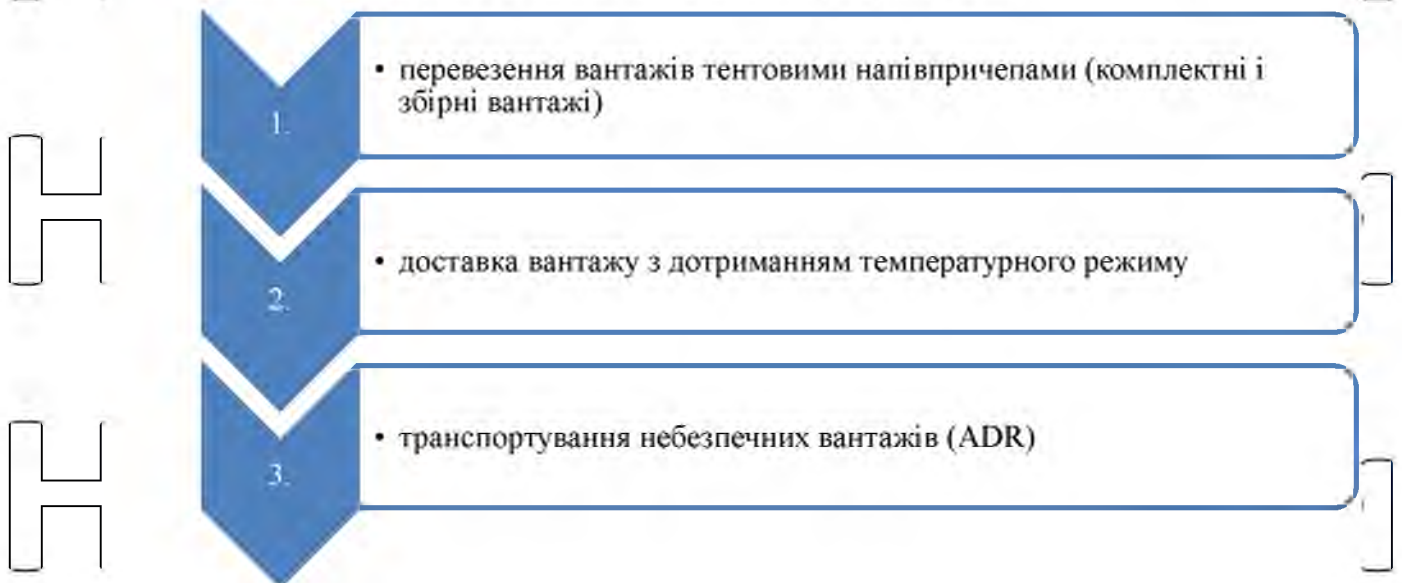 1.
• перевезення вантажів тентовими напівпричепами (комплектні і
збірні вантажі)
Н
2.
• доставка вантажу з дотриманням температурного режиму
3.
• транспортування небезпечних вантажів (ADR)
Н